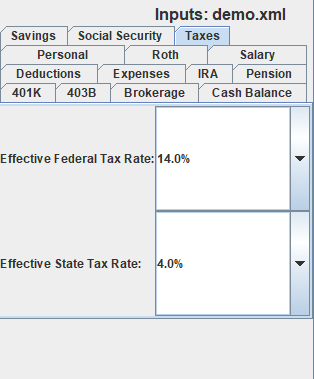 Inputs: demo.xml
Savings Social Security Taxes
Personal Roth Salary
Deductions Expenses IRA Pension
401K 403B Brokerage Cash Balance
Effective Federal Tax Rate: 14.0%
Effective State Tax Rate: 4.0%